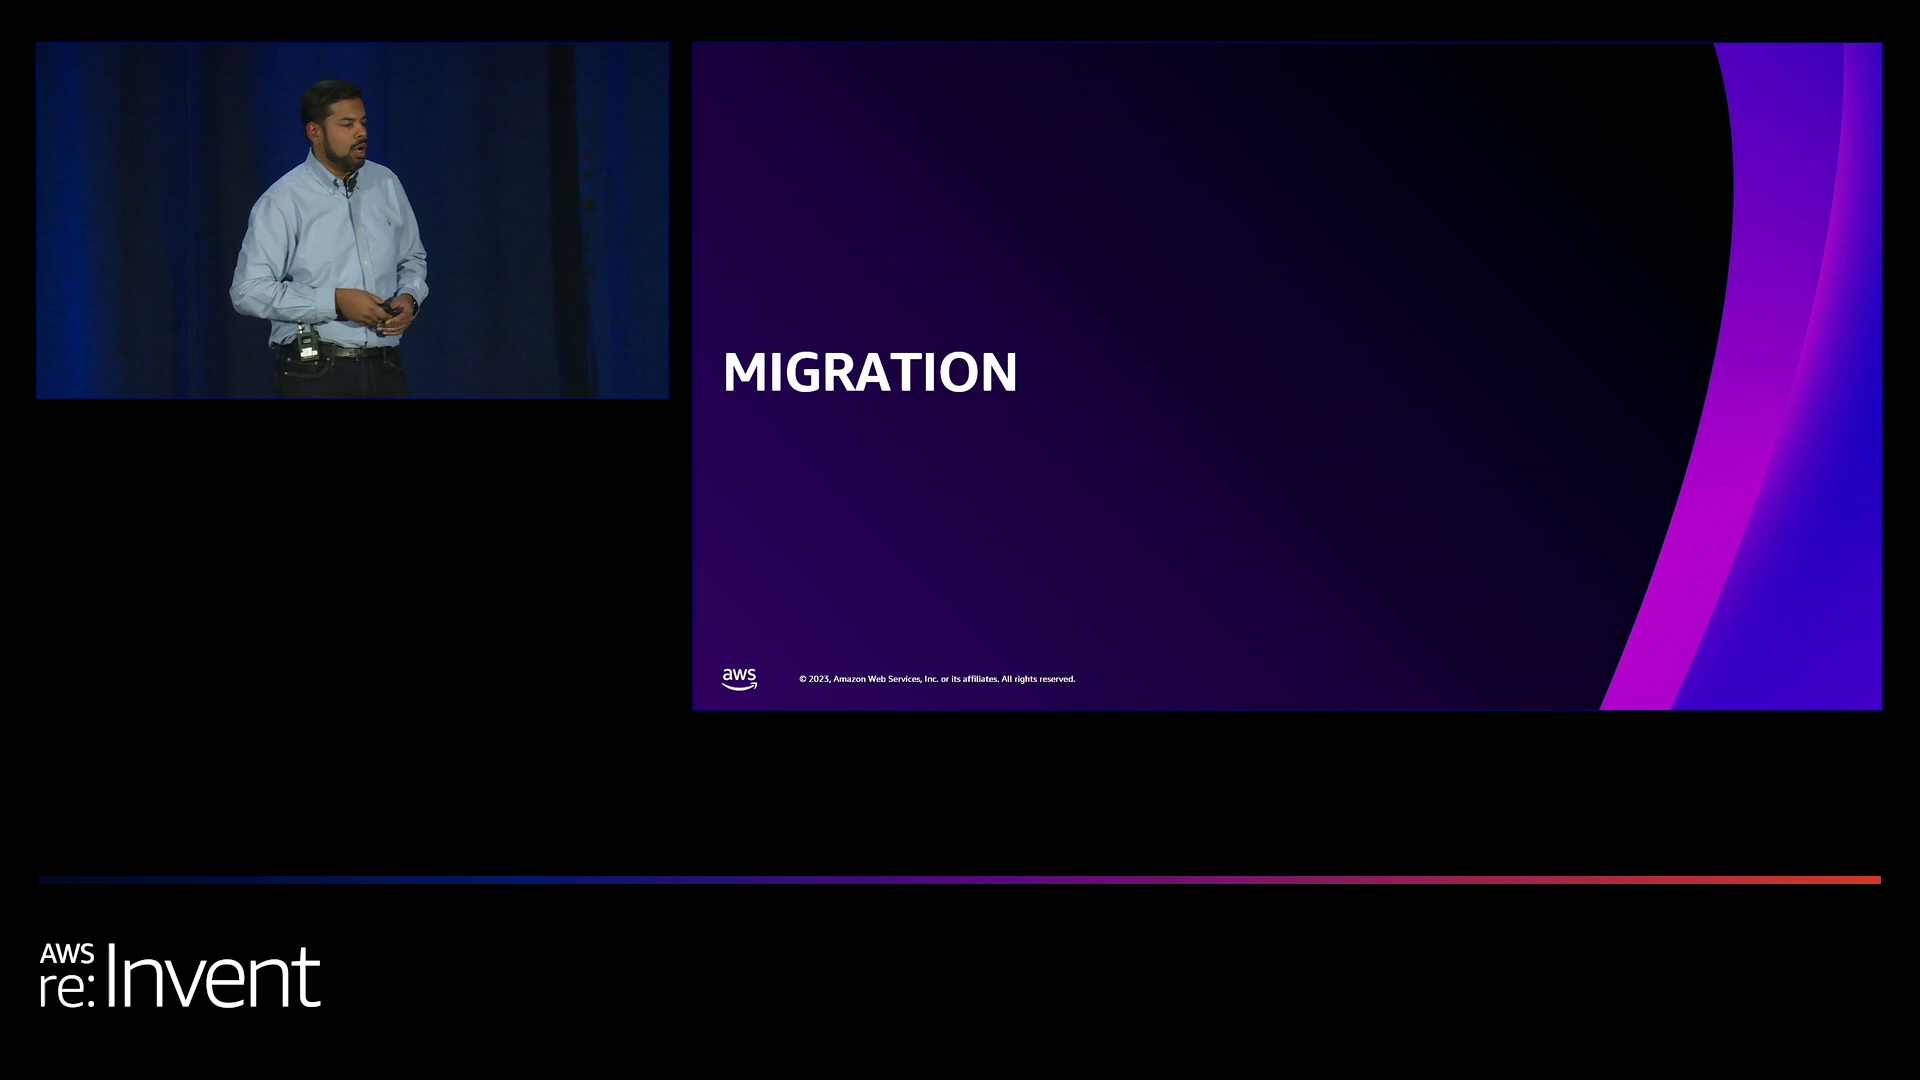 MIGRATION
aws
© 2023, Amazon Web Services, Inc. or its affiliates. All rights reserved.
AWS
re:Invent